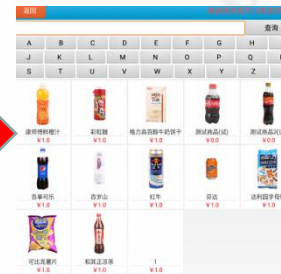 返回
查询
A B C D E F G H
J K L M N O P Q
S T U V W X Y Z
康师傅鲜橙汁 彩虹糖 格力高百醇牛奶饼干 测试商品(试) 测试商品2(
¥1.0 ¥1.0 ¥1.0 ¥0.0 ¥0.0
百事可乐 百岁山 红牛 芬达 达利园
¥1.0 ¥1.0 ¥1.0 ¥1.0 ¥1.0
可比克薯片 和其正凉茶 1
¥1.0 ¥1.0 ¥1.0